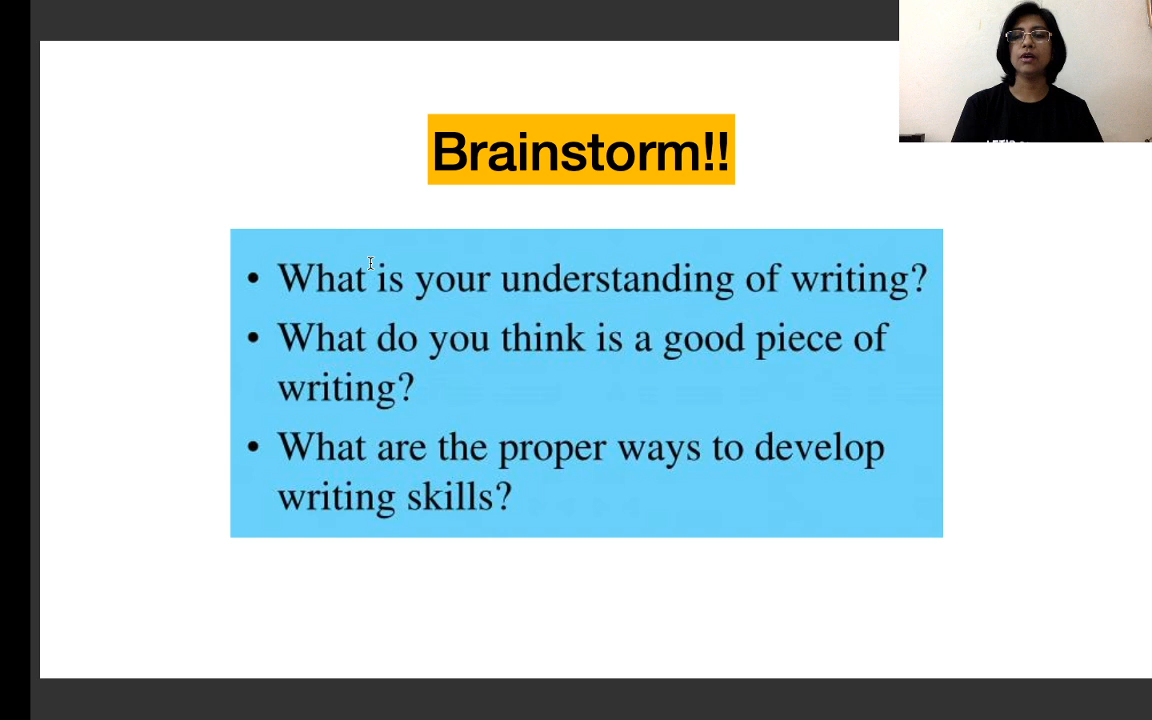 Brainstorm!!
• What is your understanding of writing?
• What do you think is a good piece of
writing?
• What are the proper ways to develop
writing skills?